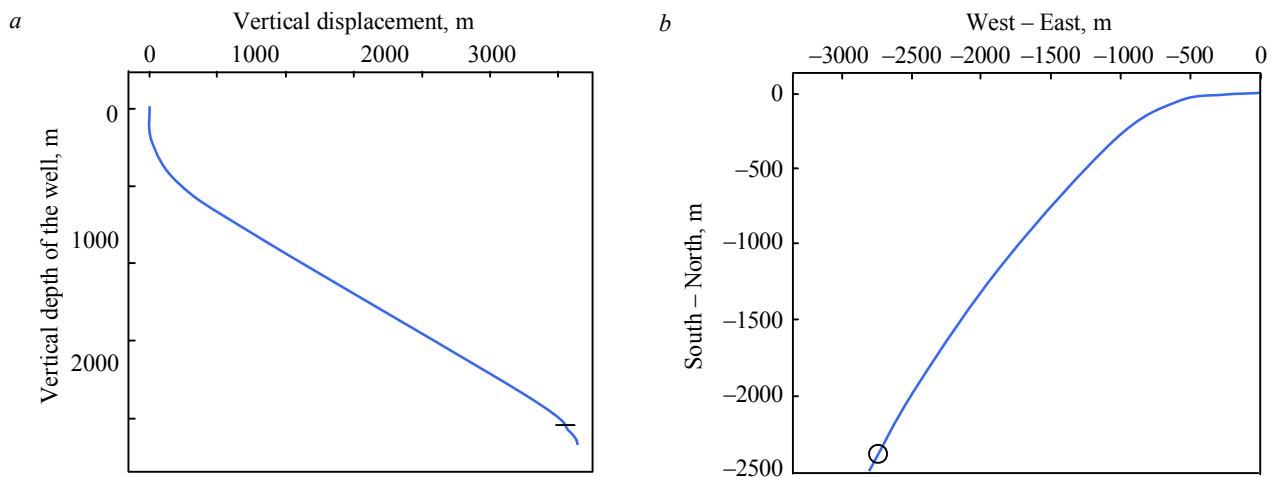 a
Vertical displacement, m
0 1000 2000 3000
Vertical depth of the well, m
0
1000
2000
b
West – East, m
–3000 –2500 –2000 –1500 –1000 –500 0
South – North, m
0
–500
–1000
–1500
–2000
–2500